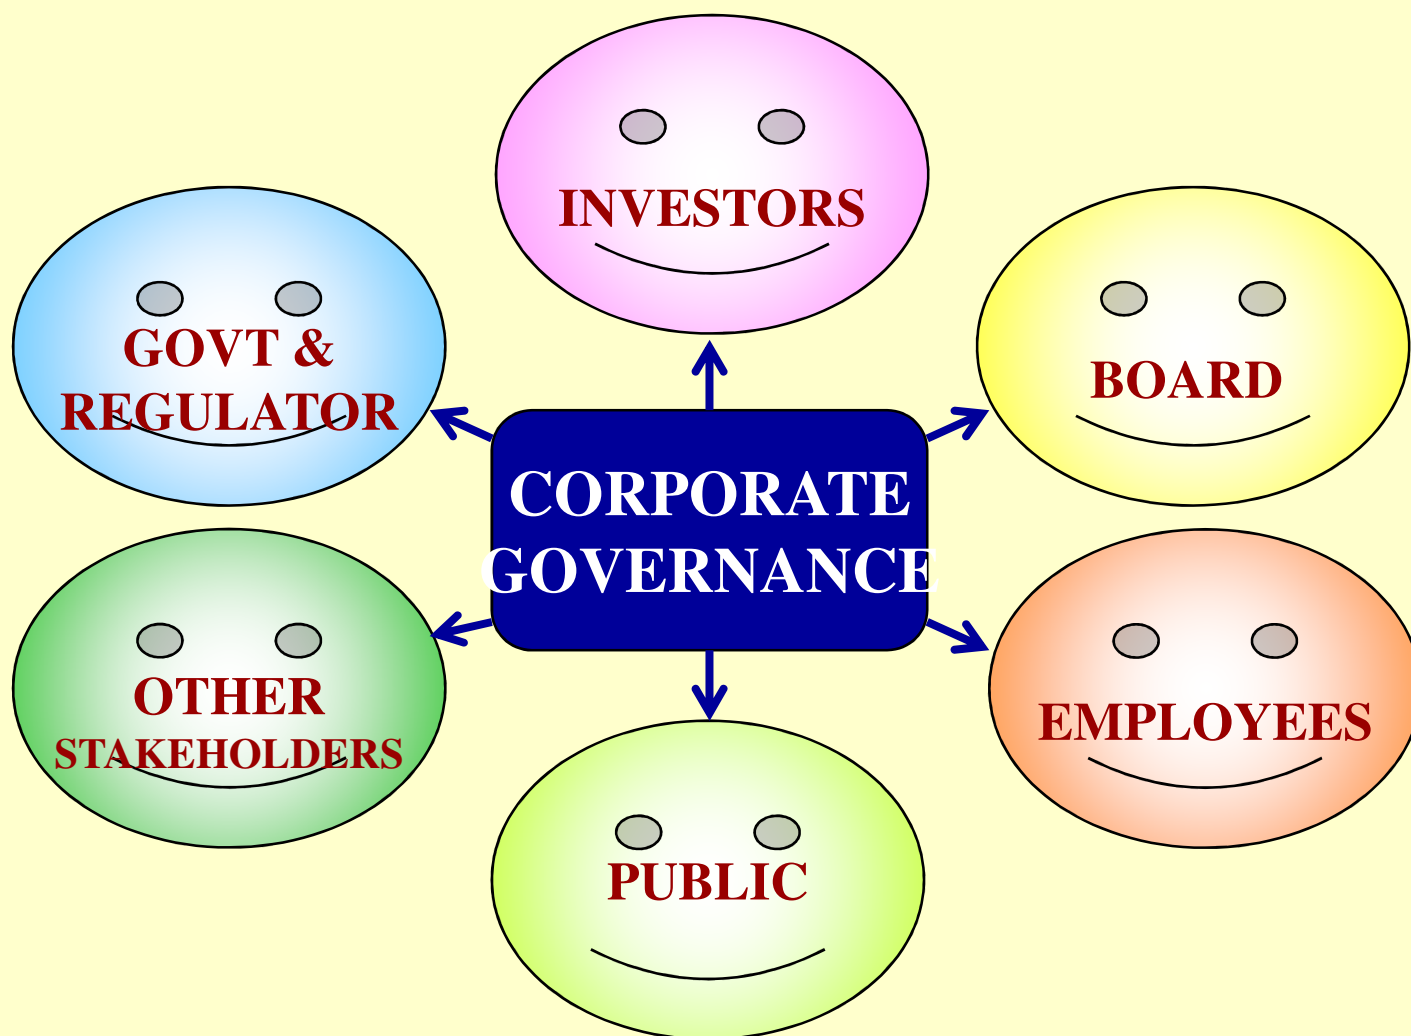 INVESTORS
GOVT &
REGULATOR
BOARD
CORPORATE
GOVERNANCE
OTHER
STAKEHOLDERS
EMPLOYEES
PUBLIC